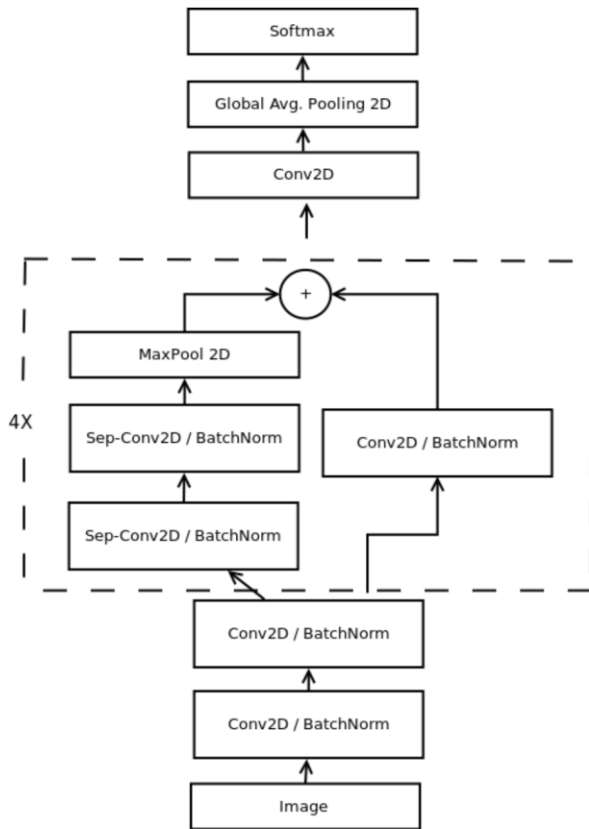 Softmax
Global Avg. Pooling 2D
Conv2D
+
MaxPool 2D
4X
Sep-Conv2D / BatchNorm
Conv2D / BatchNorm
Sep-Conv2D / BatchNorm
Conv2D / BatchNorm
Conv2D / BatchNorm
Image